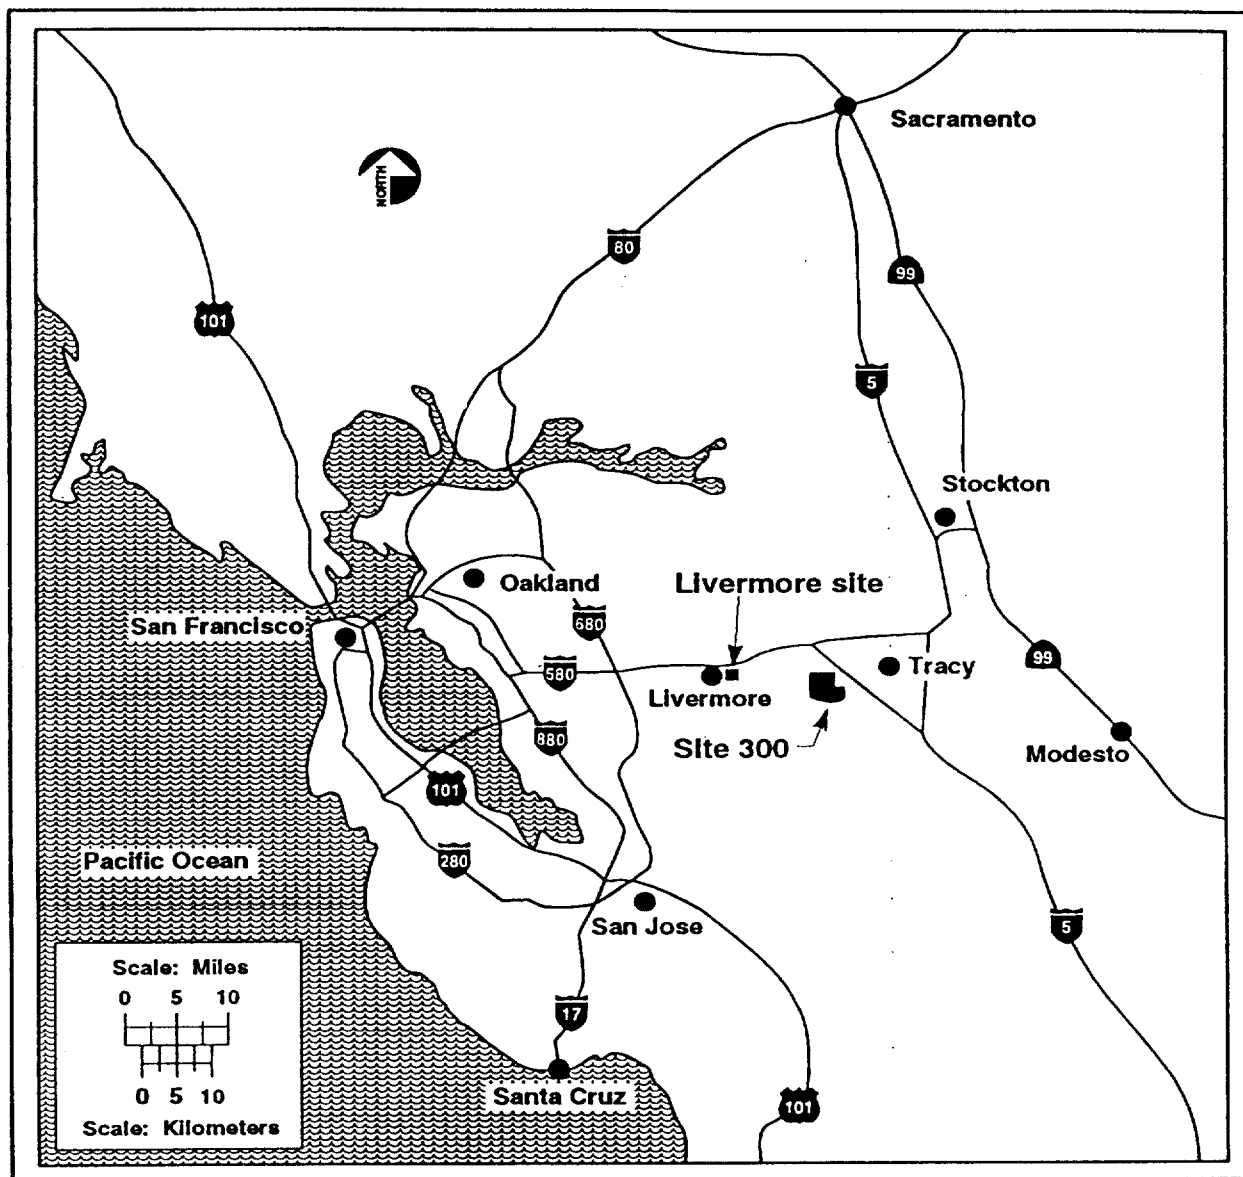 Sacramento
NORTH
80
99
101
5
Stockton
Oakland
Livermore site
San Francisco
680
580
Tracy
99
Livermore
880
Site 300
Modesto
101
Pacific Ocean
280
San Jose
5
Scale: Miles
0 5 10
17
0 5 10
Scale: Kilometers
Santa Cruz
101